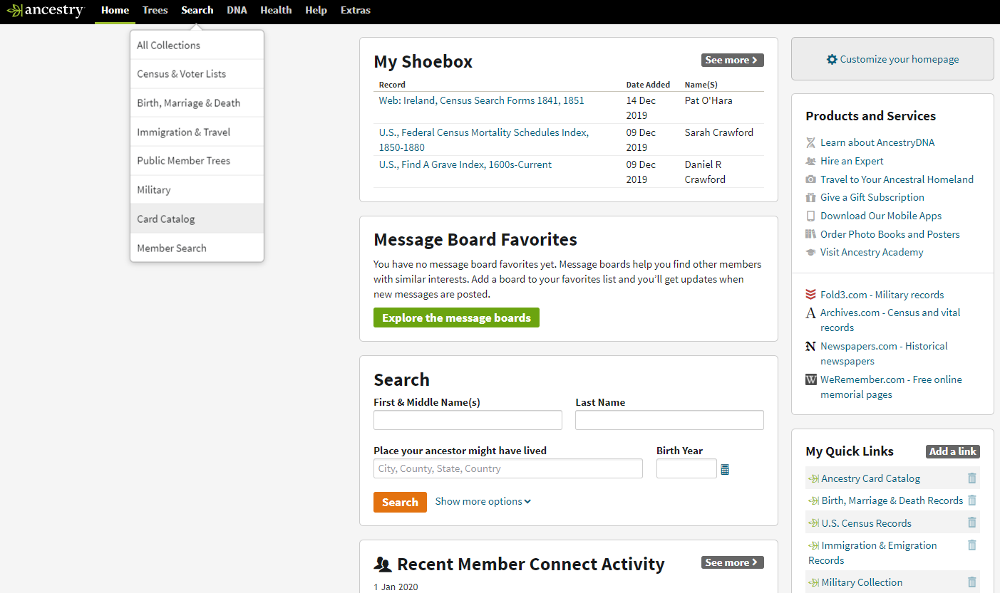 ancestry Home Trees Search DNA Health Help Extras
All Collections
Census & Voter Lists
Birth, Marriage & Death
Immigration & Travel
Public Member Trees
Military
Card Catalog
Member Search
My Shoebox See more
Record Date Added Name(S)
Web: Ireland, Census Search Forms 1841, 1851 14 Dec Pat O'Hara
2019
U.S., Federal Census Mortality Schedules Index, 09 Dec Sarah Crawford
1850-1880 2019
U.S., Find A Grave Index, 1600s-Current 09 Dec Daniel R
2019 Crawford
Message Board Favorites
You have no message board favorites yet. Message boards help you find other members
with similar interests. Add a board to your favorites list and you’ll get updates when
new messages are posted.
Explore the message boards
Search
First & Middle Name(s) Last Name
Place your ancestor might have lived Birth Year
City, County, State, Country
Search Show more options
Recent Member Connect Activity See more
1 Jan 2020
Customize your homepage
Products and Services
Learn about AncestryDNA
Hire an Expert
Travel to Your Ancestral Homeland
Give a Gift Subscription
Download Our Mobile Apps
Order Photo Books and Posters
Visit Ancestry Academy
Fold3.com - Military records
A Archives.com - Census and vital
records
N Newspapers.com - Historical
newspapers
W WeRemember.com - Free online
memorial pages
My Quick Links Add a link
Ancestry Card Catalog
Birth, Marriage & Death Records
U.S. Census Records
Immigration & Emigration
Records
Military Collection